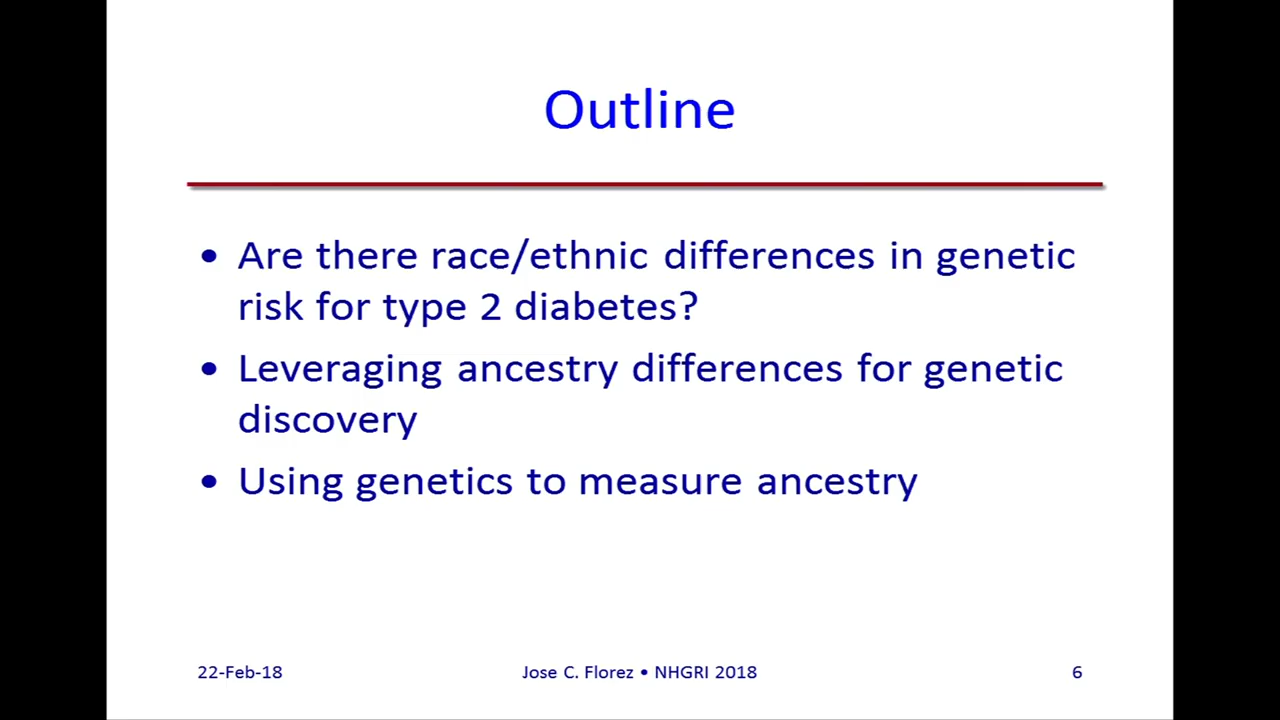 Outline
• Are there race/ethnic differences in genetic
risk for type 2 diabetes?
• Leveraging ancestry differences for genetic
discovery
• Using genetics to measure ancestry
22-Feb-18 Jose C. Florez • NHGRI 2018 6